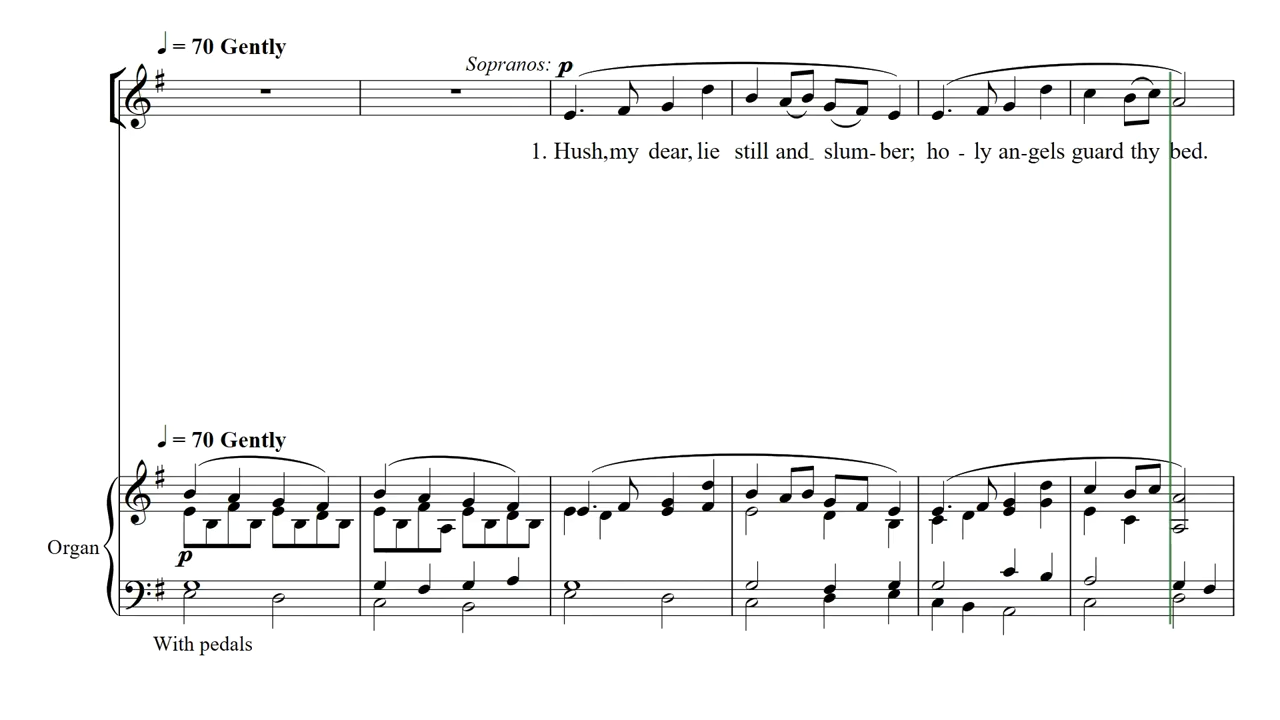 ♩ = 70 Gently
Sopranos: p
1. Hush, my dear, lie still and_ slum- ber; ho - ly an-gels guard thy bed.
♩ = 70 Gently
p
Organ
With pedals